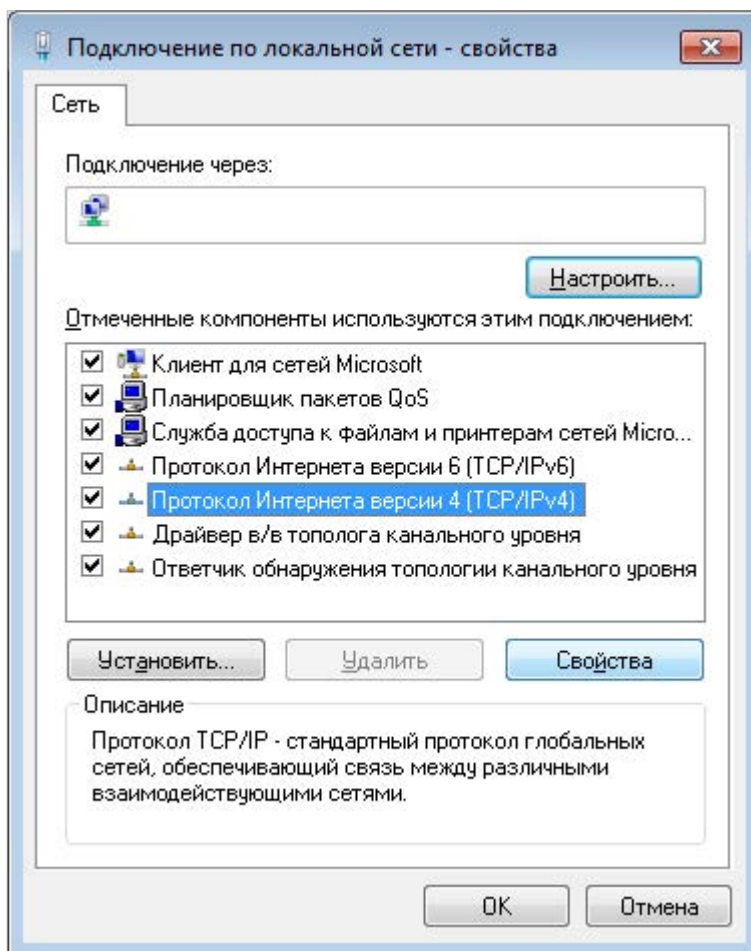 Подключение по локальной сети - свойства
Сеть
Подключение через:
Настроить...
Отмеченные компоненты используются этим подключением:
Клиент для сетей Microsoft
Планировщик пакетов QoS
Служба доступа к файлам и принтерам сетей Micro...
Протокол Интернета версии 6 (TCP/IPv6)
Протокол Интернета версии 4 (TCP/IPv4)
Драйвер в/в тополога канального уровня
Ответчик обнаружения топологии канального уровня
Установить... Удалить Свойства
Описание
Протокол TCP/IP - стандартный протокол глобальных
сетей, обеспечивающий связь между различными
взаимодействующими сетями.
OK Отмена